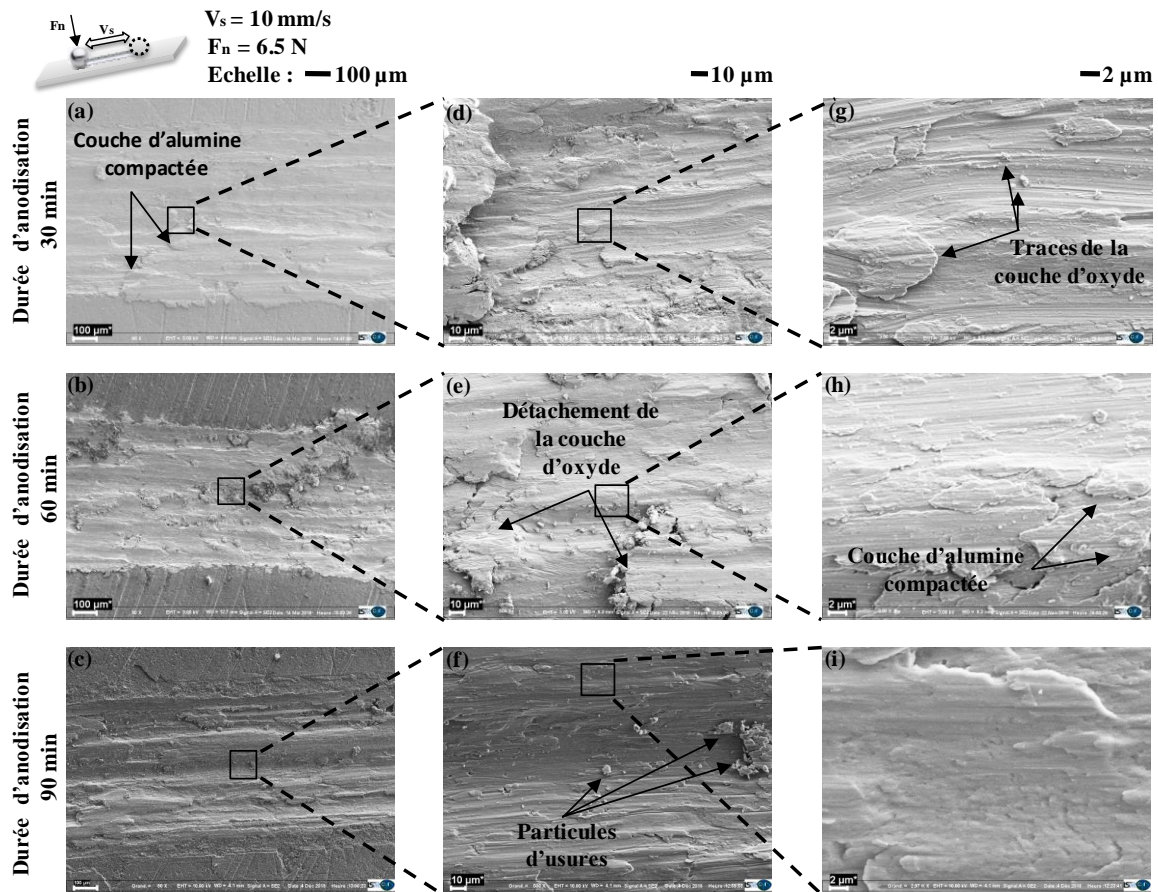 Fn
Vs
Vs = 10 mm/s
Fn = 6.5 N
Echelle : 100 µm
10 µm
2 µm
Durée d'anodisation
30 min
(a)
Couche d'alumine
compactée
100 µm*
(d)
10 µm*
(g)
Traces de la
couche d'oxyde
2 µm*
Durée d'anodisation
60 min
(b)
100 µm*
(e)
Détachement de
la couche
d'oxyde
10 µm*
(h)
Couche d'alumine
compactée
2 µm*
Durée d'anodisation
90 min
(c)
100 µm*
(f)
Particules
d'usures
10 µm*
(i)
2 µm*